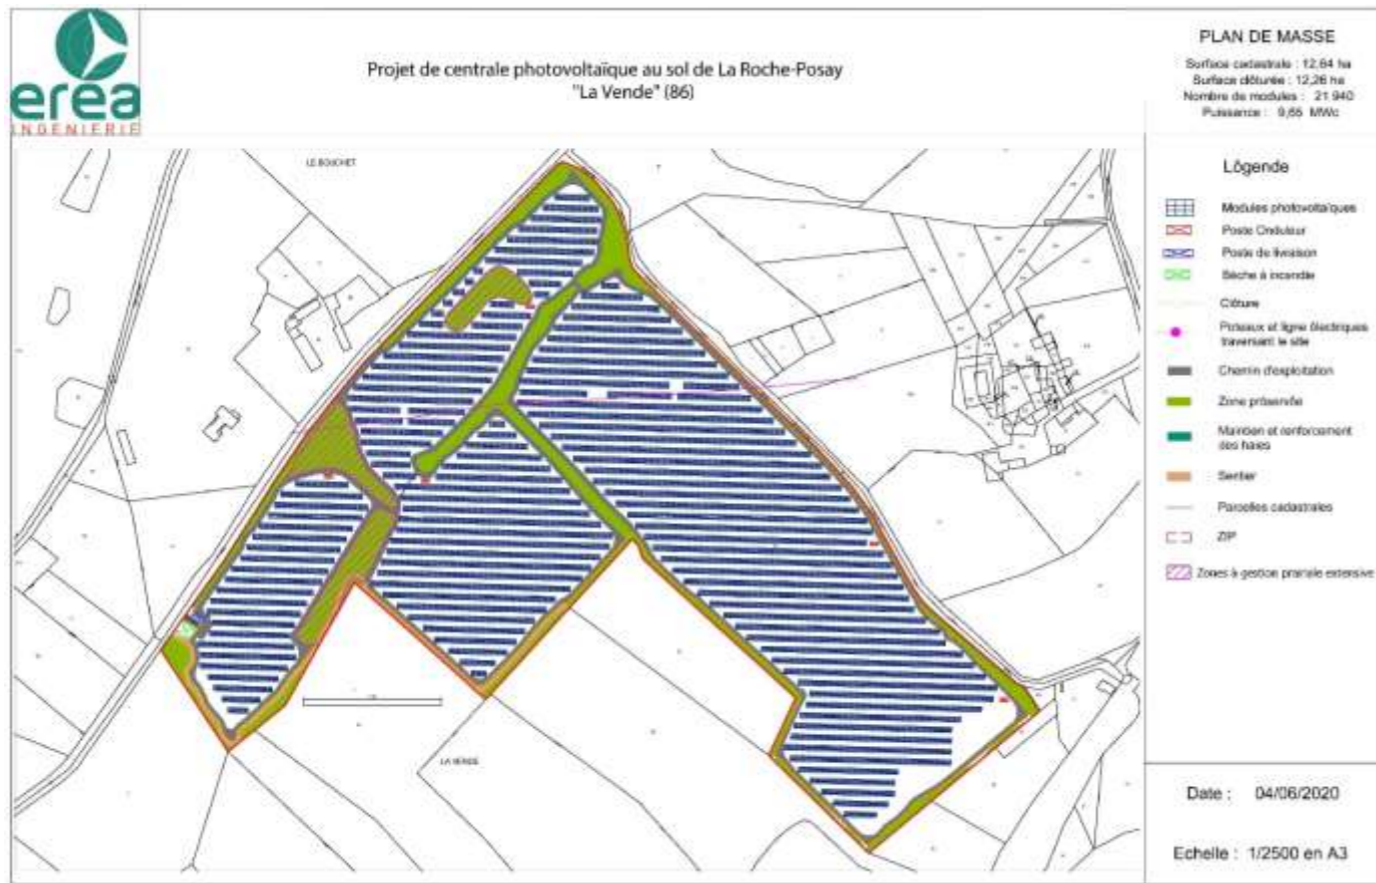 erea
INGENIERIE
Projet de centrale photovoltaïque au sol de La Roche-Posay
"La Vende" (86)
PLAN DE MASSE
Surface cadastrale : 12,64 ha
Surface clôturée : 12,26 ha
Nombre de modules : 21 940
Puissance : 9,65 MWc
LE BOUCHET
LA VENDE
Légende
Modules photovoltaïques
Poste Onduleur
Poste de livraison
Bâche à incendie
Clôture
Poteaux et ligne électriques
traversant le site
Chemin d'exploitation
Zone préservée
Maintien et renforcement
des haies
Sentier
Parcelles cadastrales
ZIP
Zones à gestion prairiale extensive
Date : 04/06/2020
Echelle : 1/2500 en A3